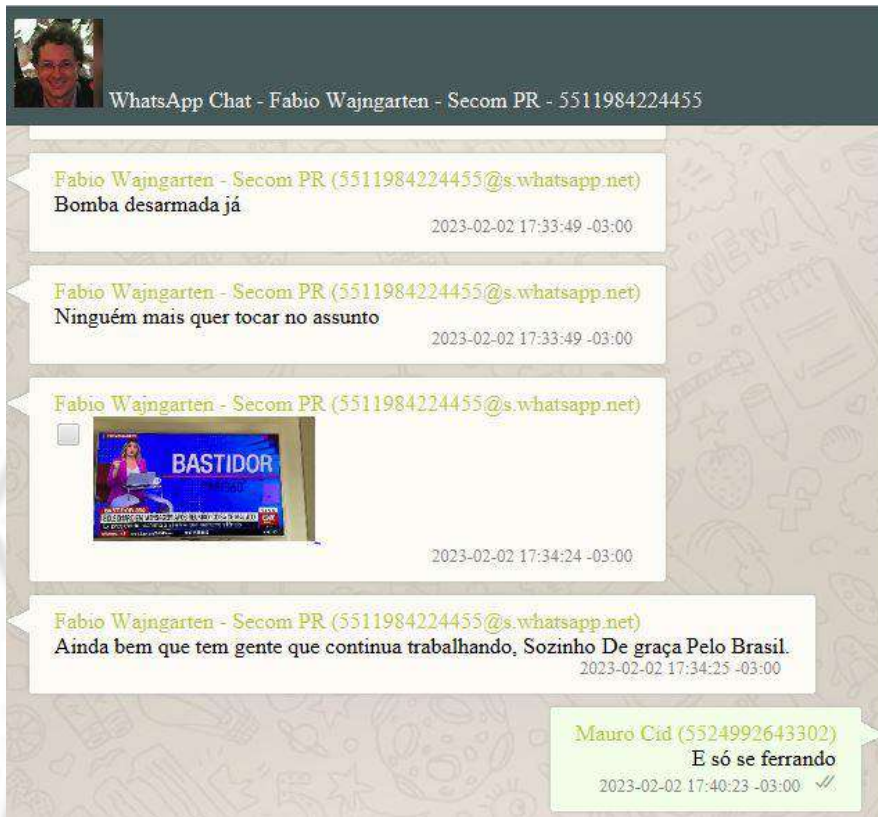 WhatsApp Chat - Fabio Wajngarten - Secom PR - 5511984224455
Fabio Wajngarten - Secom PR (5511984224455@s.whatsapp.net)
Bomba desarmada já
2023-02-02 17:33:49 -03:00
Fabio Wajngarten - Secom PR (5511984224455@s.whatsapp.net)
Ninguém mais quer tocar no assunto
2023-02-02 17:33:49 -03:00
Fabio Wajngarten - Secom PR (5511984224455@s.whatsapp.net)
BASTIDOR
CNN
2023-02-02 17:34:24 -03:00
Fabio Wajngarten - Secom PR (5511984224455@s.whatsapp.net)
Ainda bem que tem gente que continua trabalhando, Sozinho De graça Pelo Brasil.
2023-02-02 17:34:25 -03:00
Mauro Cid (5524992643302)
E só se ferrando
2023-02-02 17:40:23 -03:00